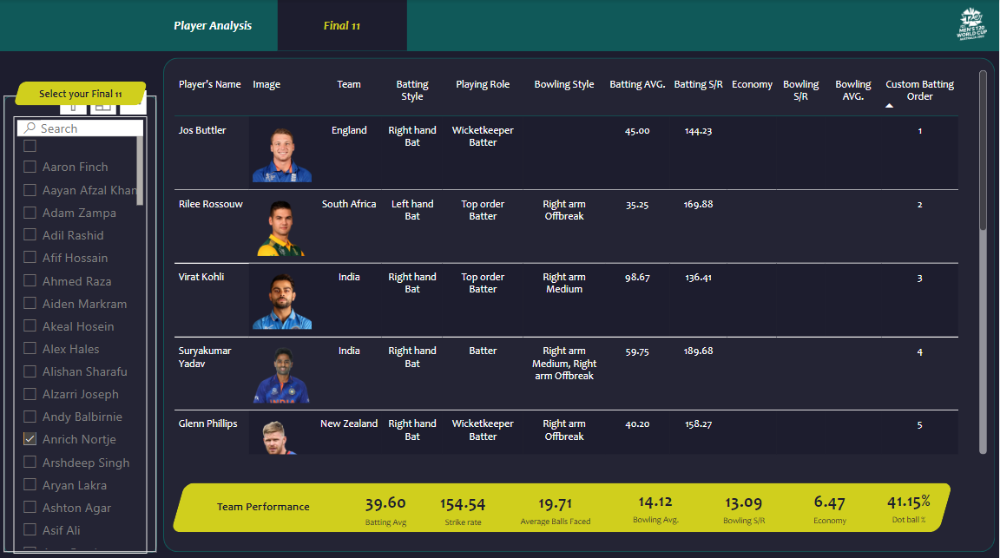 Player Analysis
Final 11
MEN'S T20
WORLD CUP
Select your Final 11
Search
Aaron Finch
Aayan Afzal Khan
Adam Zampa
Adil Rashid
Afif Hossain
Ahmed Raza
Aiden Markram
Akeal Hosein
Alex Hales
Alishan Sharafu
Alzarri Joseph
Andy Balbirnie
Anrich Nortje
Arshdeep Singh
Aryan Lakra
Ashton Agar
Asif Ali
Player's Name Image Team Batting Style Playing Role Bowling Style Batting AVG. Batting S/R Economy Bowling S/R Bowling AVG. Custom Batting Order
Jos Buttler England Right hand Bat Wicketkeeper Batter 45.00 144.23 1
Rilee Rossouw South Africa Left hand Bat Top order Batter Right arm Offbreak 35.25 169.88 2
Virat Kohli India Right hand Bat Top order Batter Right arm Medium 98.67 136.41 3
Suryakumar Yadav India Right hand Bat Batter Right arm Medium, Right arm Offbreak 59.75 189.68 4
INDIA
Glenn Phillips New Zealand Right hand Bat Wicketkeeper Batter Right arm Offbreak 40.20 158.27 5
Team Performance
39.60 154.54 19.71 14.12 13.09 6.47 41.15%
Batting Avg Strike rate Average Balls Faced Bowling Avg. Bowling S/R Economy Dot ball %